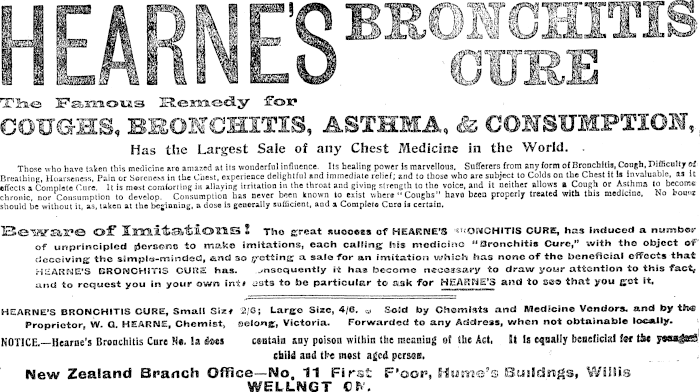 HEARNE'S BRONCHITIS
CURE
The Famous Remedy for
COUGHS, BRONCHITIS, ASTHMA, & CONSUMPTION,
Has the Largest Sale of any Chest Medicine in the World.
Those who have taken this medicine are amazed at its wonderful influence. Its healing power is marvellous. Sufferers from any form of Bronchitis, Cough, Difficulty of
Breathing, Hoarseness, Pain or Soreness in the Chest, experience delightful and immediate relief; and to those who are subject to Colds on the Chest it is invaluable, as it
effects a Complete Cure. It is most comforting in allaying irritation in the throat and giving strength to the voice, and it neither allows a Cough or Asthma to become
chronic, nor Consumption to develop. Consumption has never been known to exist where "Coughs" have been properly treated with this medicine. No house
should be without it, as, taken at the beginning, a dose is generally sufficient, and a Complete Cure is certain.
Beware of Imitations! The great success of HEARNE'S BRONCHITIS CURE, has induced a number
of unprincipled persons to make imitations, each calling his medicine "Bronchitis Cure," with the object of
deceiving the simple-minded, and so getting a sale for an imitation which has none of the beneficial effects that
HEARNE'S BRONCHITIS CURE has. onsequently it has become necessary to draw your attention to this fact,
and to request you in your own int ests to be particular to ask for HEARNE'S and to see that you get it.
HEARNE'S BRONCHITIS CURE, Small Size 2/6; Large Size, 4/6. Sold by Chemists and Medicine Vendors. and by the
Proprietor, W. G. HEARNE, Chemist, eelong, Victoria. Forwarded to any Address, when not obtainable locally.
NOTICE.—Hearne's Bronchitis Cure No. 1a does contain any poison within the meaning of the Act. It is equally beneficial for the youngest
child and the most aged person.
New Zealand Branch Office—No. 11 First F'oor, Hume's Buildngs, Willis
WELLNGT ON.